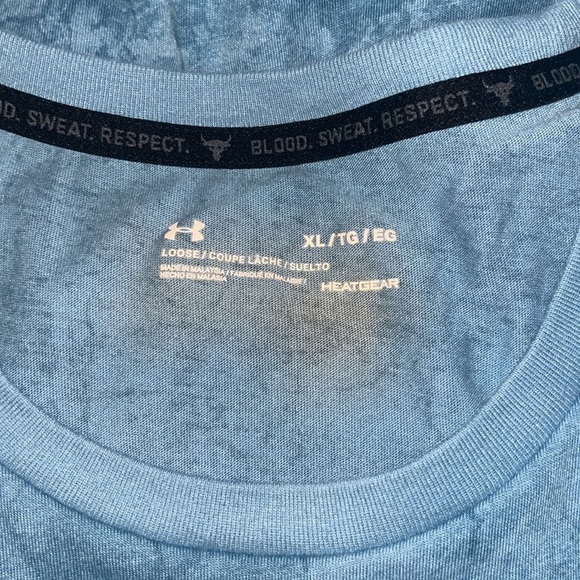 OOD. SWEAT. RESPECT. BLOOD. SWEAT. RESPECT. BLOOD
XL/TG/EG
LOOSE/COUPE LÂCHE/SUELTO
MADE IN MALAYSIA/FABRIQUÉ EN MALAISIE/
HECHO EN MALASIA
HEATGEAR